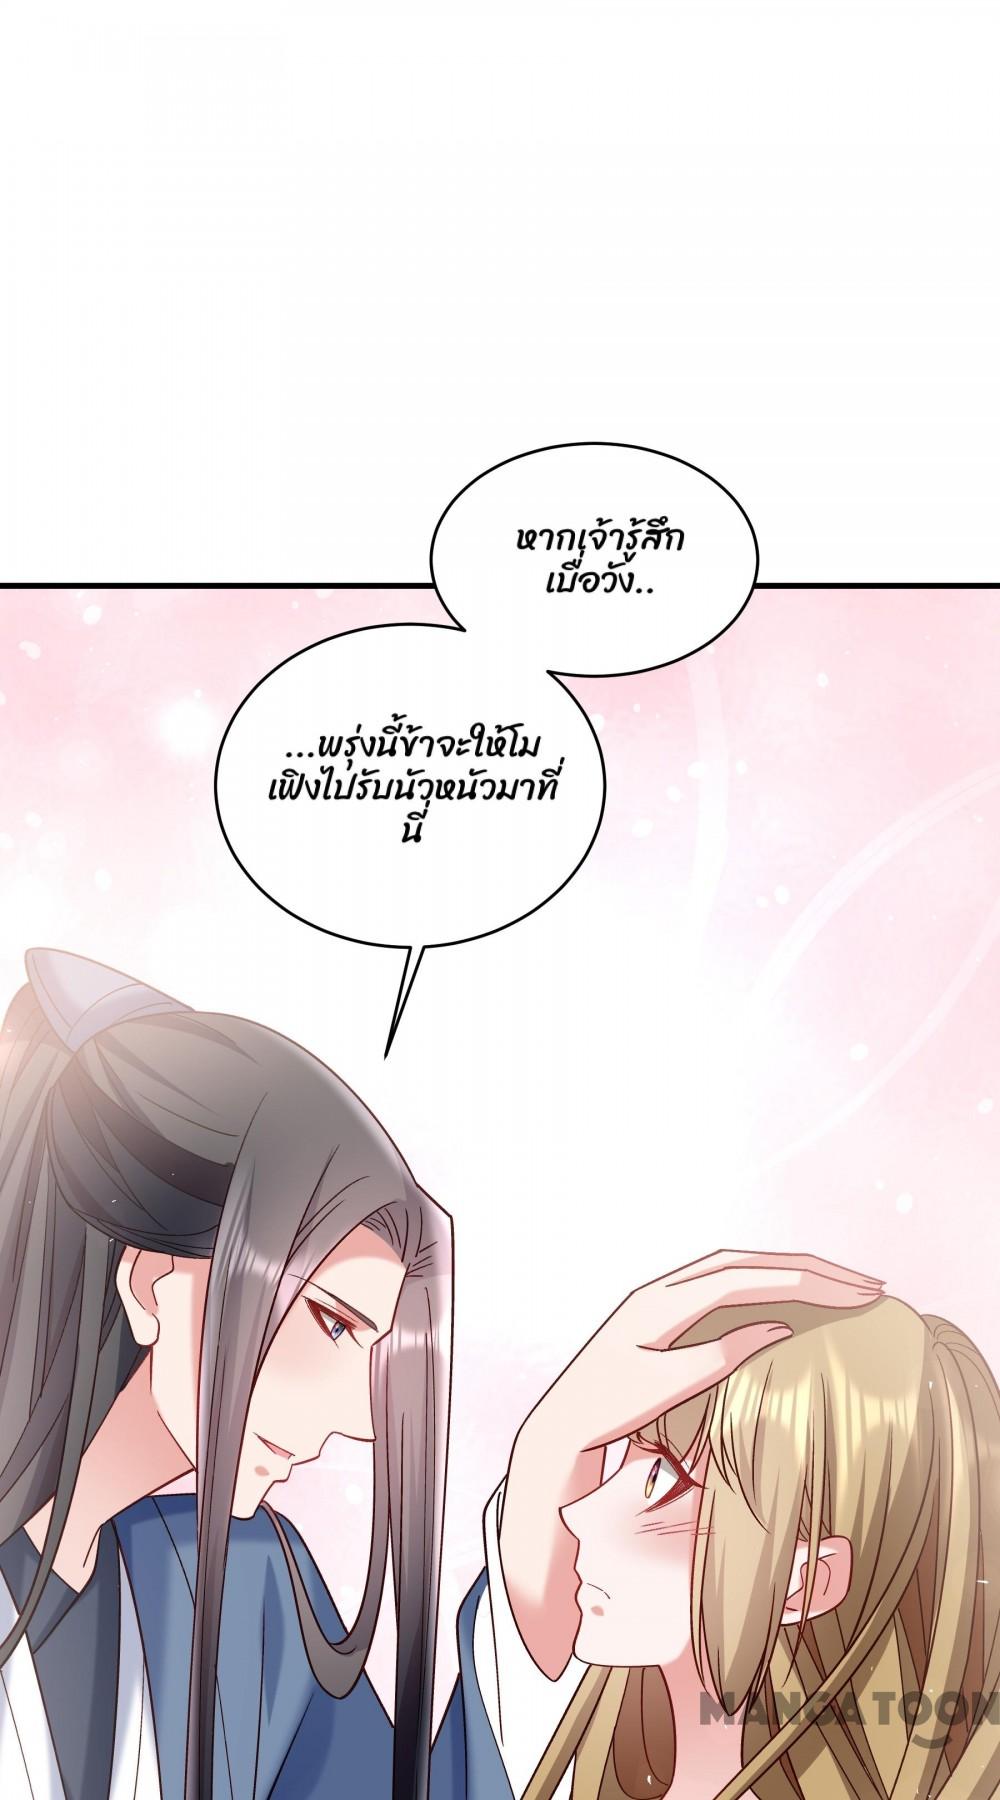 หากเจ้ารู้สึก
เบื่อวัง..
...พรุ่งนี้ข้าจะให้โม
เฟิงไปรับนัวหนัวมาที่
นี่
MANGATOON